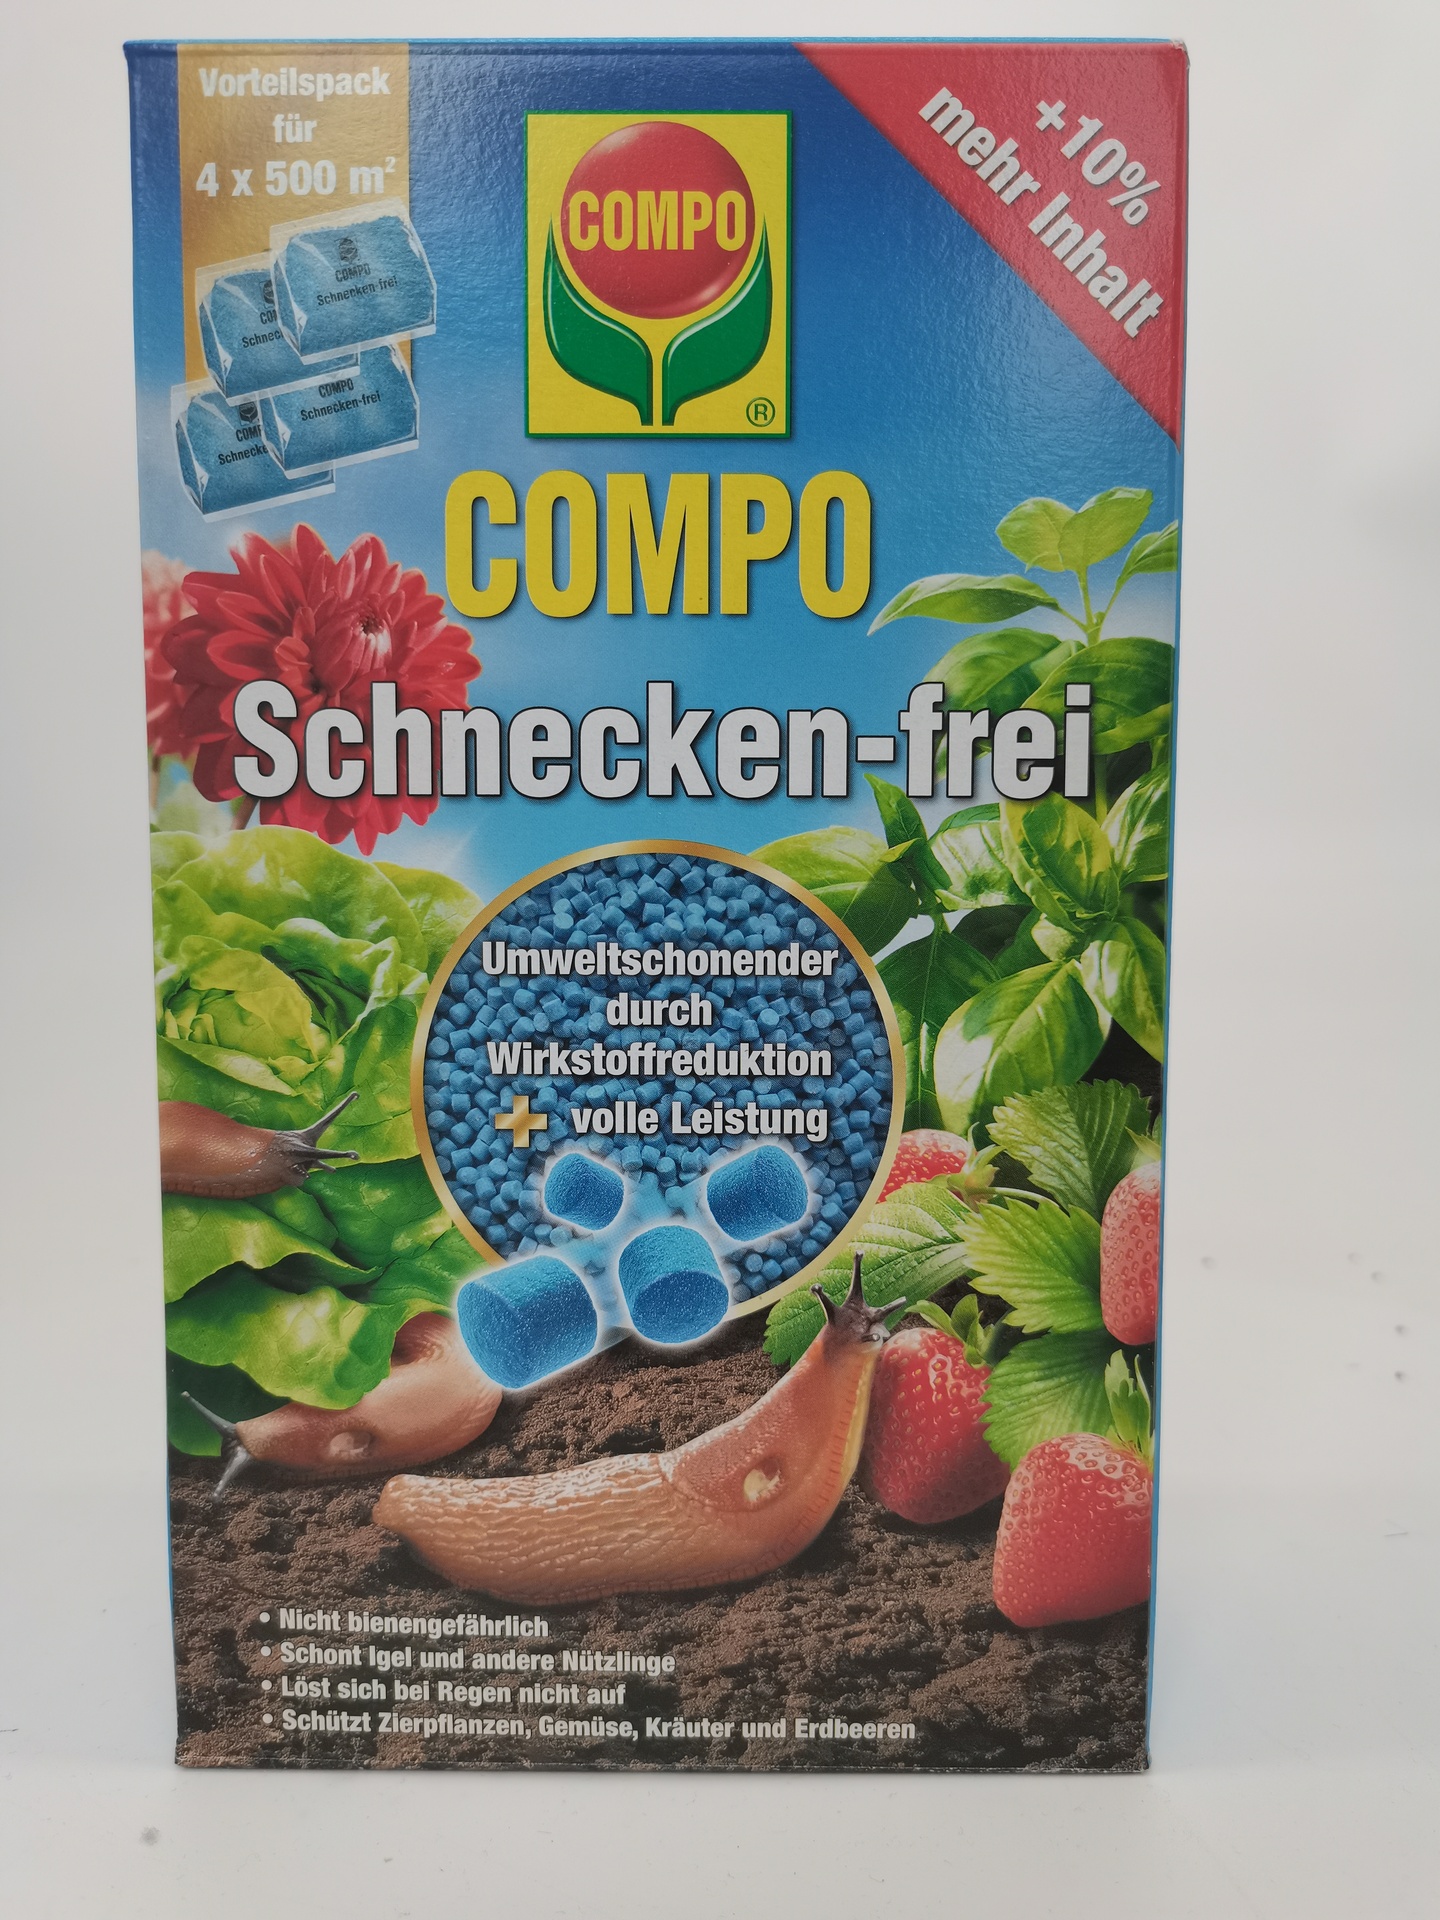 Vorteilspack
für
4 x 500 m²
+10%
mehr Inhalt
COMPO
®
COMPO
Schnecken-frei
COMPO
Schnecken-frei
COMPO
Schnecken-frei
Umweltschonender
durch
Wirkstoffreduktion
+ volle Leistung
• Nicht bienengefährlich
• Schont Igel und andere Nützlinge
• Löst sich bei Regen nicht auf
• Schützt Zierpflanzen, Gemüse, Kräuter und Erdbeeren